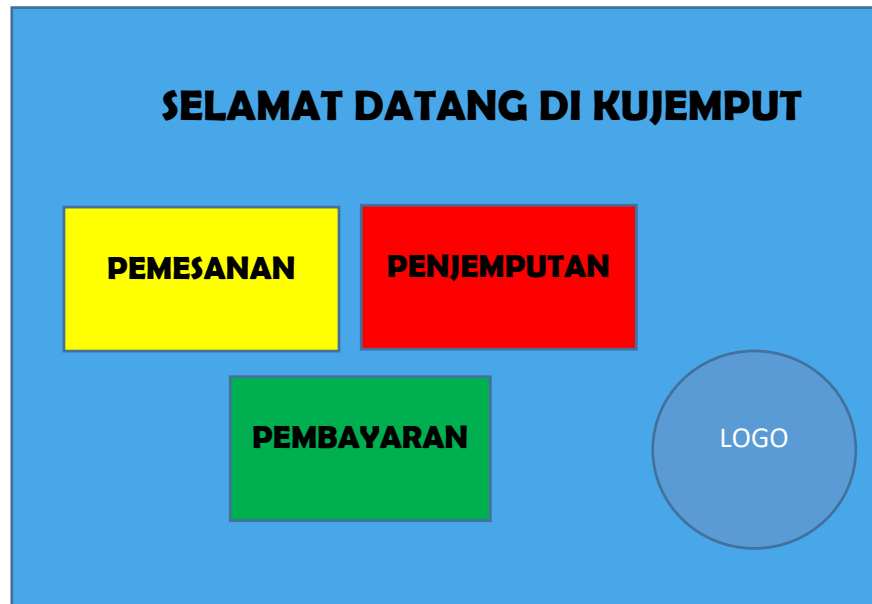 SELAMAT DATANG DI KUJEMPUT
PEMESANAN
PENJEMPUTAN
PEMBAYARAN
LOGO